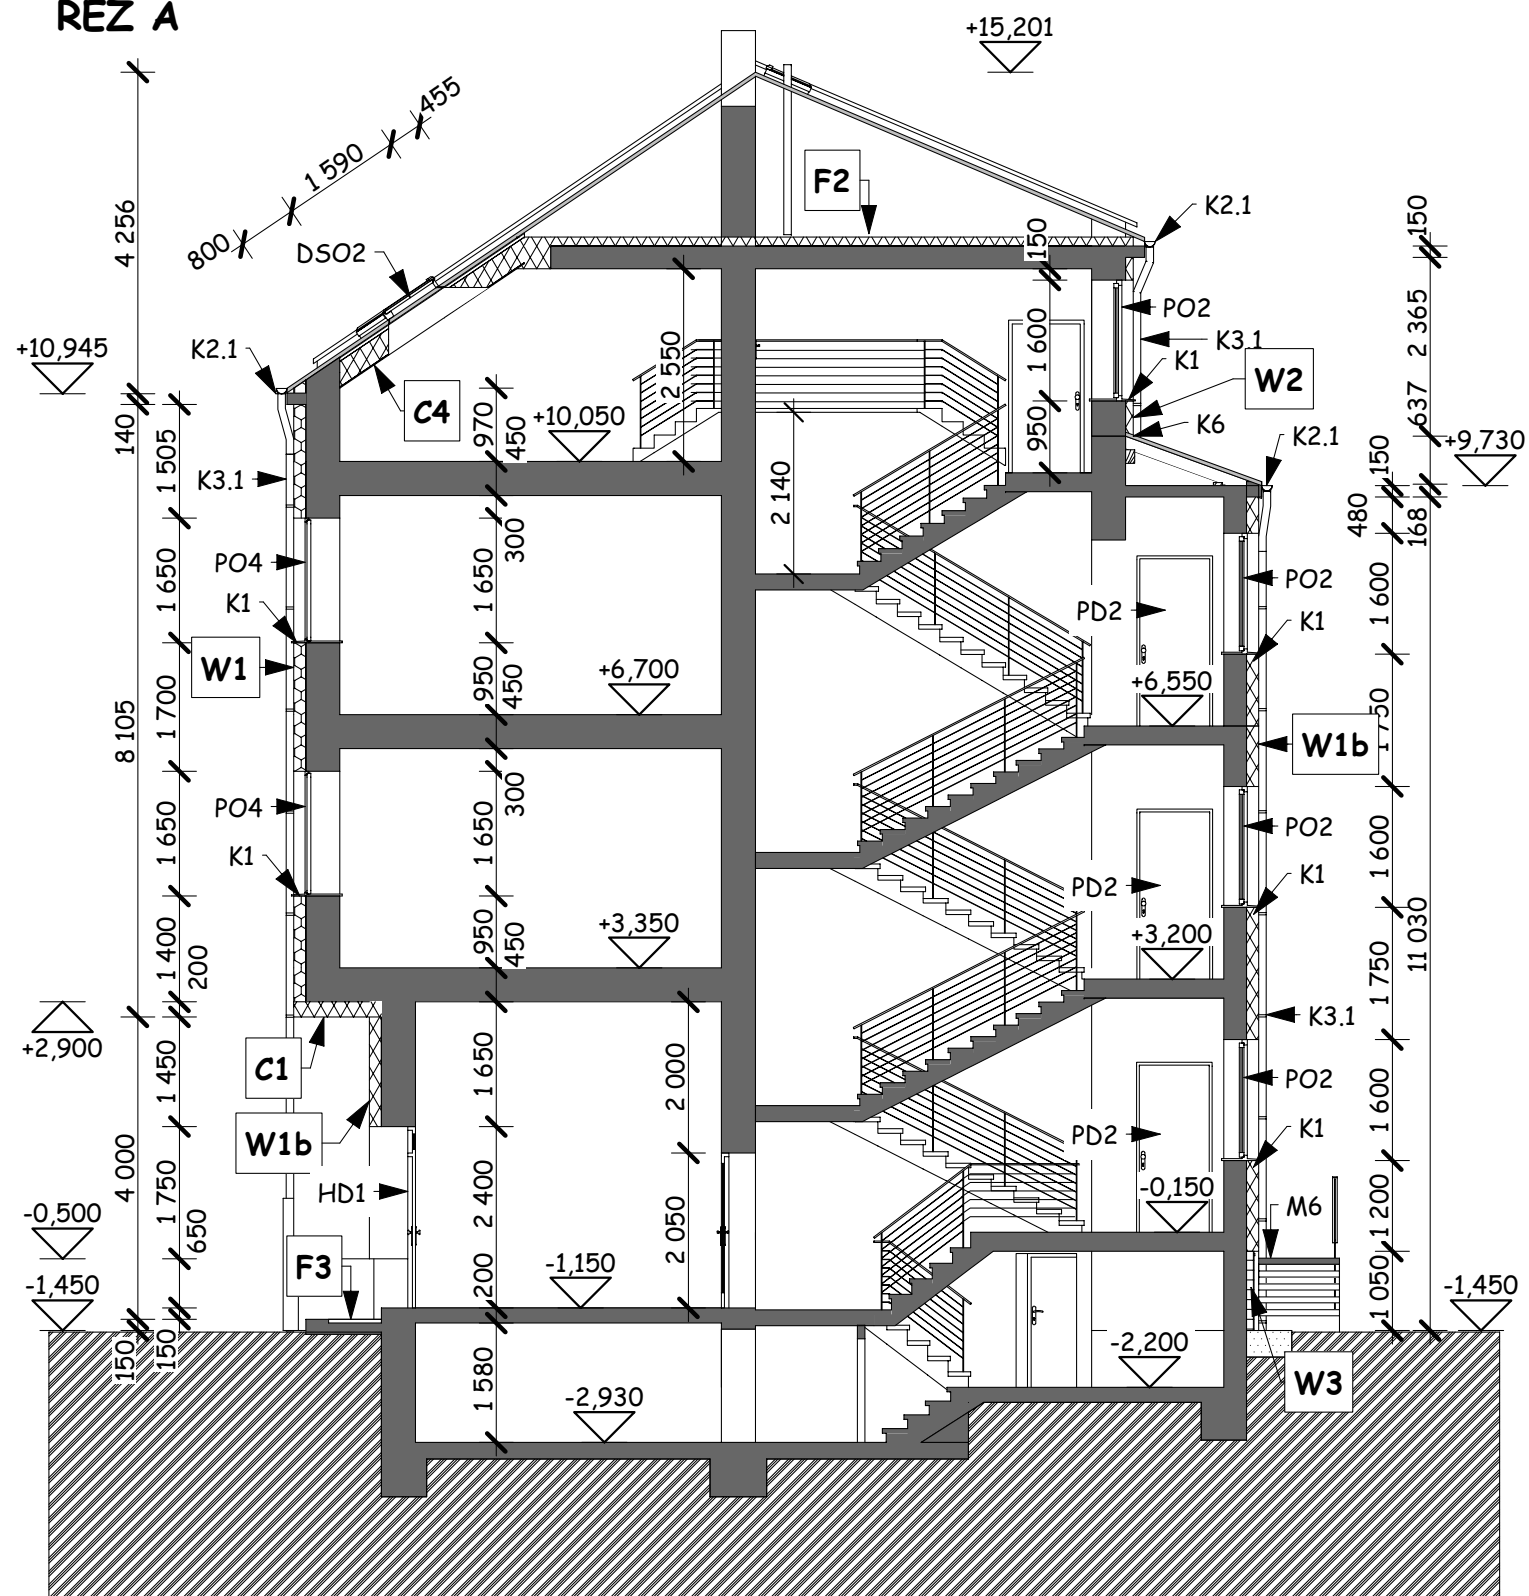 REZ A
+15,201
455
1 590
800
4 256
F2
K2.1
150
150
DSO2
PO2
K3.1
K1
W2
2 365
637
+10,945
K2.1
2 550
1 600
950
C4
970
450
+10,050
K6
K2.1
+9,730
150
140
1 505
K3.1
2 140
480
168
300
PO4
1 650
1 650
PO2
1 600
PD2
K1
K1
W1
+6,700
950
450
+6,550
W1b
8 105
1 700
300
PO4
1 650
1 650
PO2
1 600
PD2
K1
K1
+3,350
950
450
+3,200
1 400
200
1 750
11 030
K3.1
+2,900
C1
1 450
1 650
2 000
PO2
1 600
W1b
PD2
K1
4 000
HD1
1 750
650
2 400
2 050
-0,150
M6
1 200
-0,500
F3
-1,150
200
1 050
-1,450
-1,450
150
150
1 580
-2,200
W3
-2,930